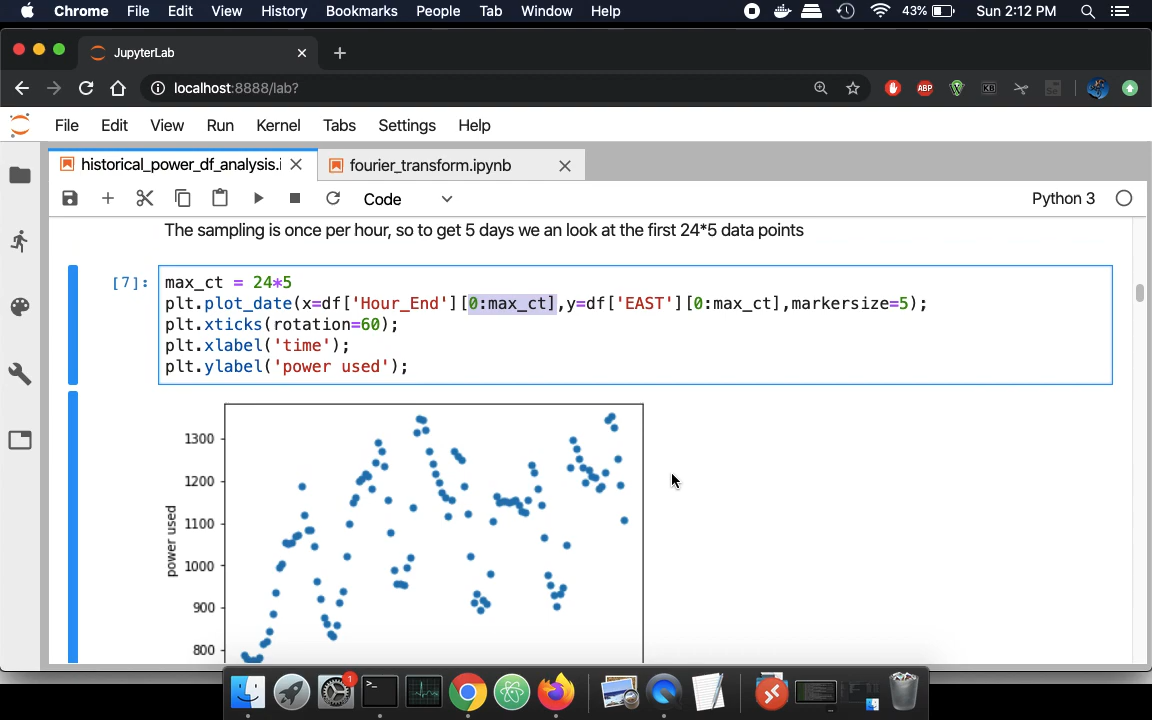 Chrome File Edit View History Bookmarks People Tab Window Help 43% Sun 2:12 PM
JupyterLab
localhost:8888/lab?
ABP
File Edit View Run Kernel Tabs Settings Help
historical_power_df_analysis.i fourier_transform.ipynb
Code Python 3
The sampling is once per hour, so to get 5 days we an look at the first 24*5 data points
[7]: max_ct = 24*5
plt.plot_date(x=df['Hour_End'][0:max_ct],y=df['EAST'][0:max_ct],markersize=5);
plt.xticks(rotation=60);
plt.xlabel('time');
plt.ylabel('power used');
1300
1200
1100
1000
900
800
power used
1